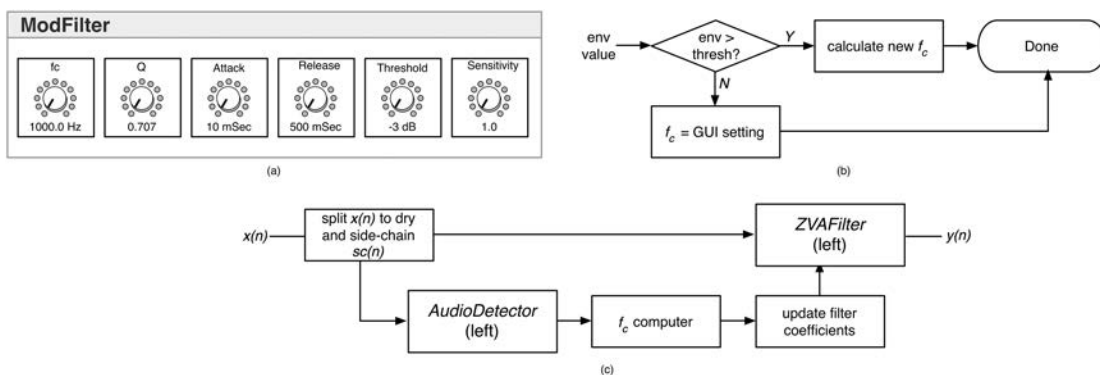 ModFilter
fc
Q
Attack
Release
Threshold
Sensitivity
1000.0 Hz
0.707
10 mSec
500 mSec
-3 dB
1.0
(a)
env
value
env >
thresh?
Y
calculate new fc
Done
N
fc = GUI setting
(b)
x(n)
split x(n) to dry
and side-chain
sc(n)
ZVAFilter
(left)
y(n)
AudioDetector
(left)
fc computer
update filter
coefficients
(c)